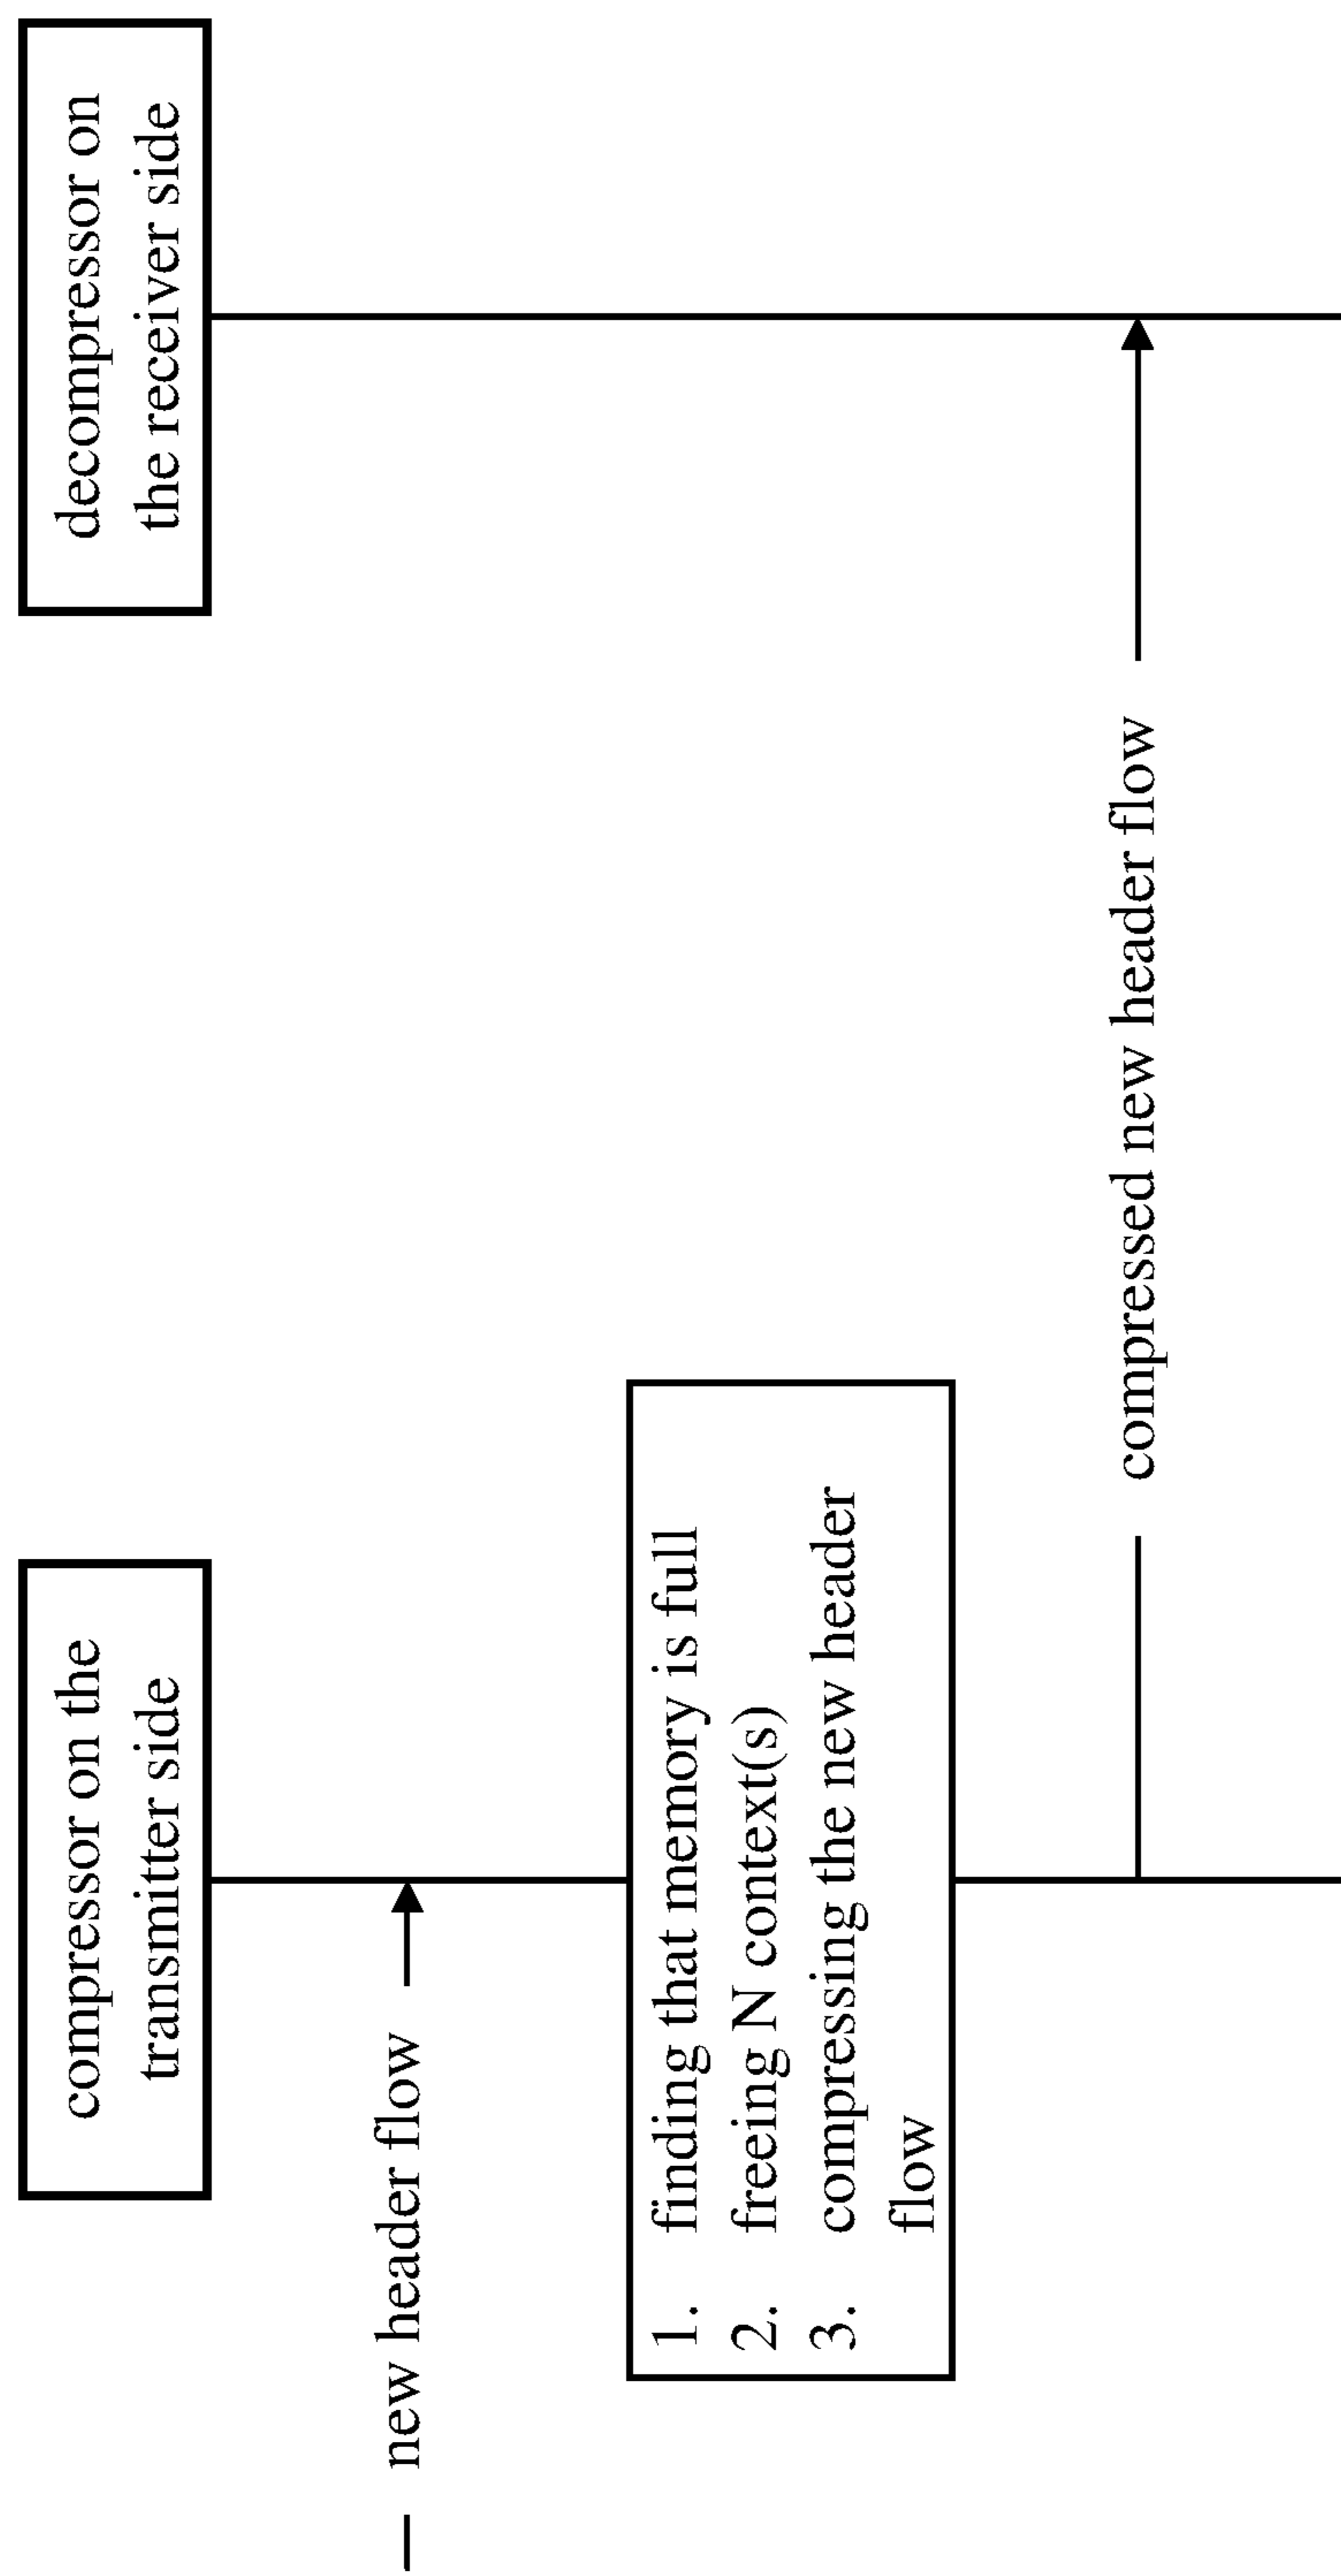 compressor on the
transmitter side
decompressor on
the receiver side
new header flow
1. finding that memory is full
2. freeing N context(s)
3. compressing the new header
flow
compressed new header flow